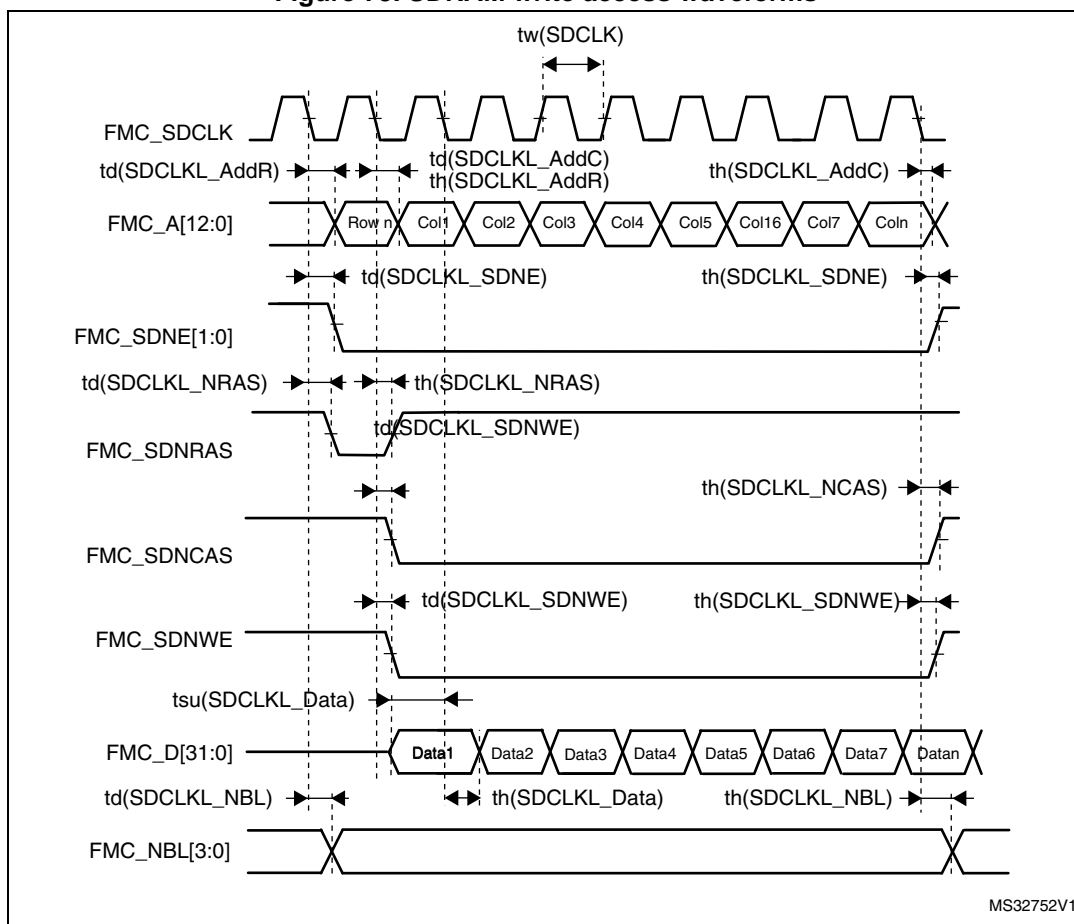 tw(SDCLK)
FMC_SDCLK
td(SDCLKL_AddR)
td(SDCLKL_AddC)
th(SDCLKL_AddR)
th(SDCLKL_AddC)
FMC_A[12:0]
Row n Col1 Col2 Col3 Col4 Col5 Col16 Col7 Coln
td(SDCLKL_SDNE)
th(SDCLKL_SDNE)
FMC_SDNE[1:0]
td(SDCLKL_NRAS)
th(SDCLKL_NRAS)
td(SDCLKL_SDNWE)
FMC_SDNRAS
th(SDCLKL_NCAS)
FMC_SDNCAS
td(SDCLKL_SDNWE)
th(SDCLKL_SDNWE)
FMC_SDNWE
tsu(SDCLKL_Data)
FMC_D[31:0]
Data1 Data2 Data3 Data4 Data5 Data6 Data7 Datan
td(SDCLKL_NBL)
th(SDCLKL_Data)
th(SDCLKL_NBL)
FMC_NBL[3:0]
MS32752V1